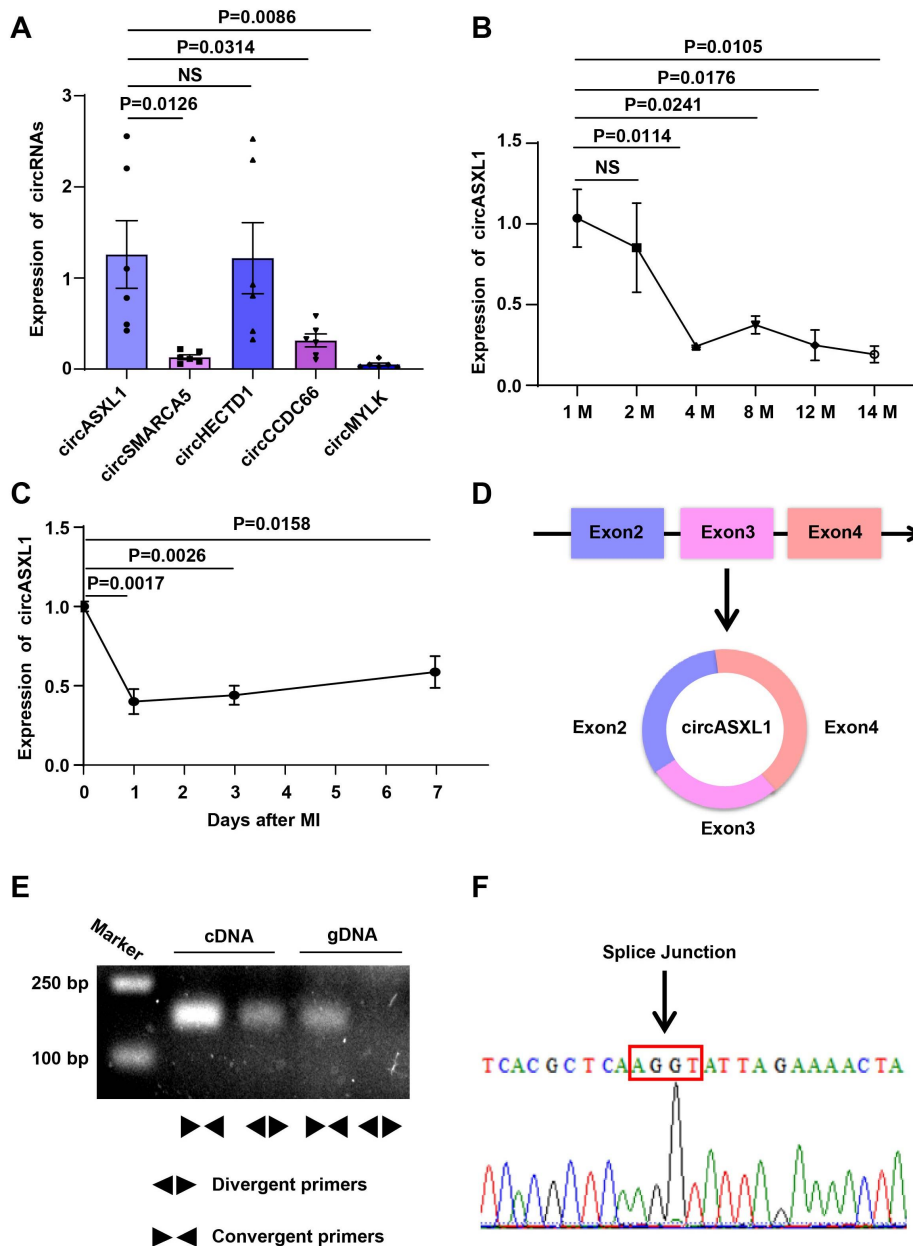 A
P=0.0086
P=0.0314
NS
P=0.0126
Expression of circRNAs
3
2
1
0
circASXL1
circSMARCA5
circHECTD1
circCCDC66
circMYLK
B
P=0.0105
P=0.0176
P=0.0241
P=0.0114
NS
Expression of circASXL1
1.5
1.0
0.5
0.0
1 M 2 M 4 M 8 M 12 M 14 M
C
P=0.0158
P=0.0026
P=0.0017
Expression of circASXL1
1.5
1.0
0.5
0.0
0 1 2 3 4 5 6 7
Days after MI
D
Exon2 Exon3 Exon4
Exon2 circASXL1 Exon4
Exon3
E
Marker cDNA gDNA
250 bp
100 bp
Divergent primers
Convergent primers
F
Splice Junction
TCACGCTCAAGGTATTAGAAAACTA